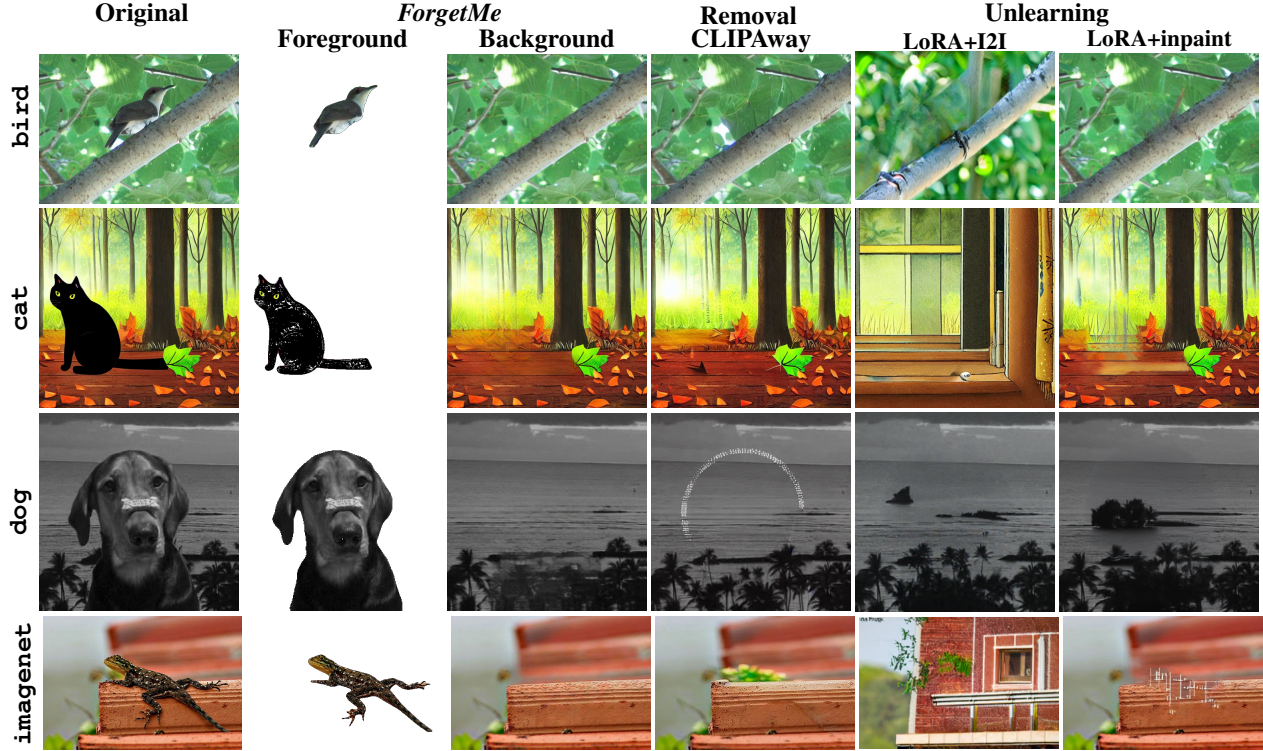 Original
ForgetMe
Removal
Unlearning
Foreground
Background
CLIPAway
LoRA+I2I
LoRA+inpaint
bird
cat
dog
imagenet